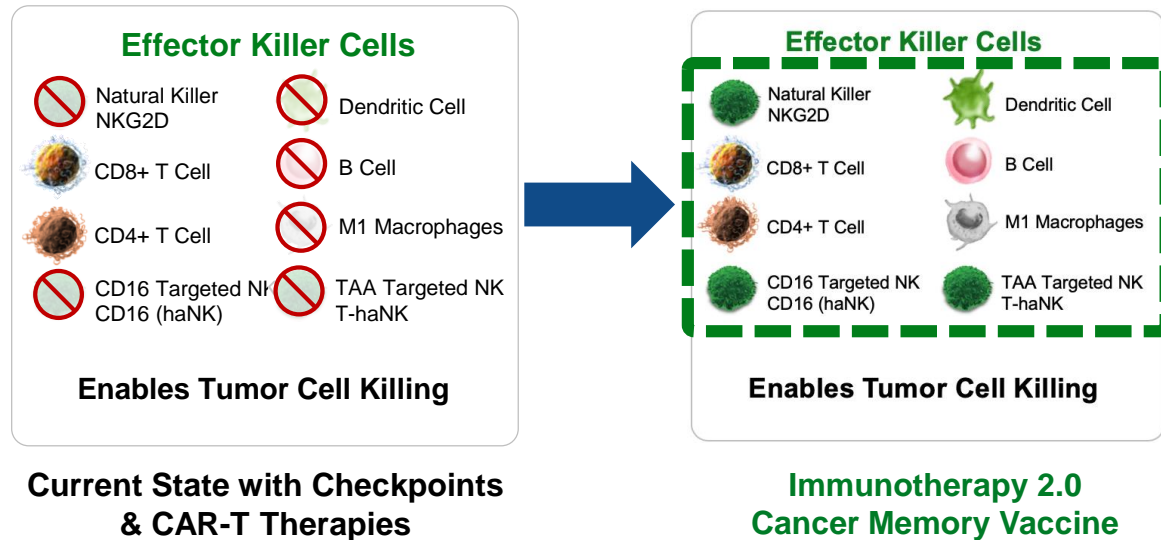 Effector Killer Cells
Natural Killer
NKG2D
Dendritic Cell
CD8+ T Cell
B Cell
CD4+ T Cell
M1 Macrophages
CD16 Targeted NK
CD16 (haNK)
TAA Targeted NK
T-haNK
Enables Tumor Cell Killing
Current State with Checkpoints
& CAR-T Therapies
Effector Killer Cells
Natural Killer
NKG2D
Dendritic Cell
CD8+ T Cell
B Cell
CD4+ T Cell
M1 Macrophages
CD16 Targeted NK
CD16 (haNK)
TAA Targeted NK
T-haNK
Enables Tumor Cell Killing
Immunotherapy 2.0
Cancer Memory Vaccine